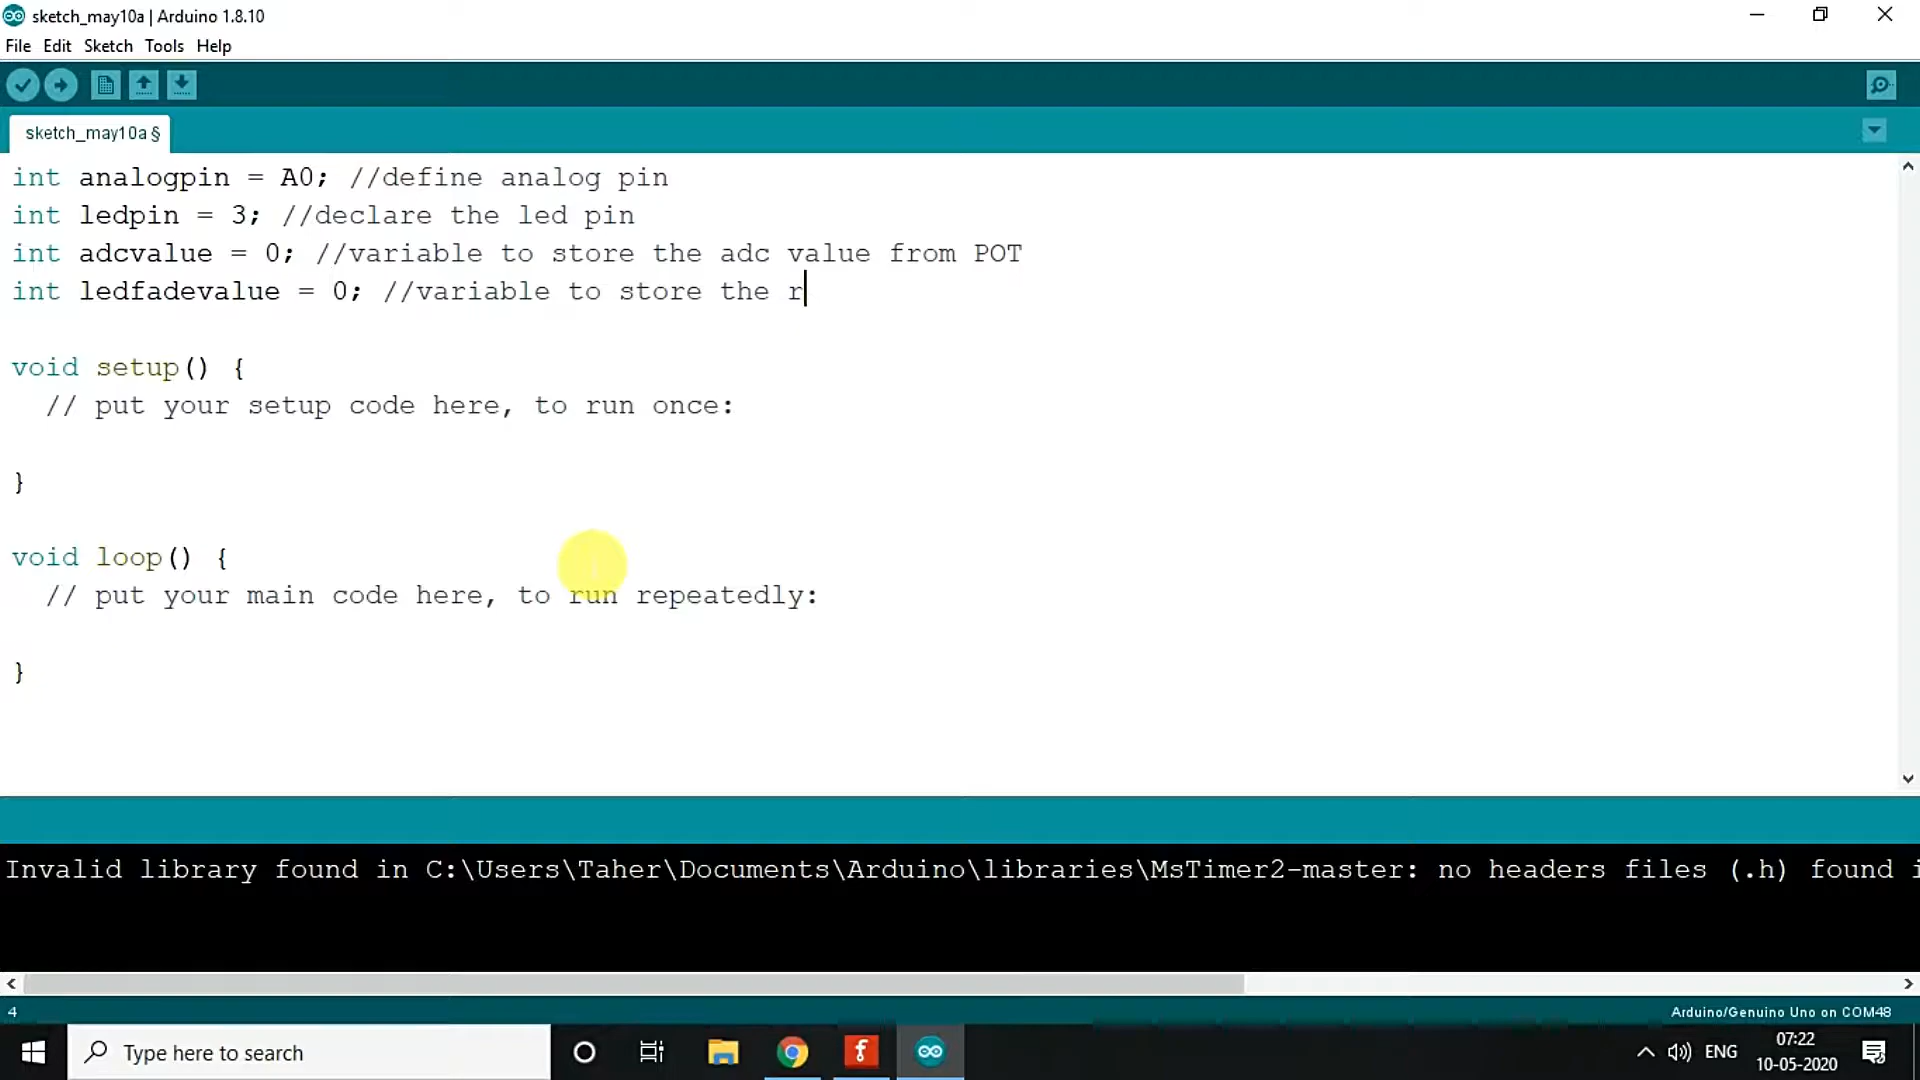 sketch_may10a | Arduino 1.8.10
File Edit Sketch Tools Help
sketch_may10a §
int analogpin = A0; //define analog pin
int ledpin = 3; //declare the led pin
int adcvalue = 0; //variable to store the adc value from POT
int ledfadevalue = 0; //variable to store the r
void setup() {
// put your setup code here, to run once:
}
void loop() {
// put your main code here, to run repeatedly:
}
Invalid library found in C:\Users\Taher\Documents\Arduino\libraries\MsTimer2-master: no headers files (.h) found i
4
Arduino/Genuino Uno on COM48
Type here to search
ENG
07:22
10-05-2020